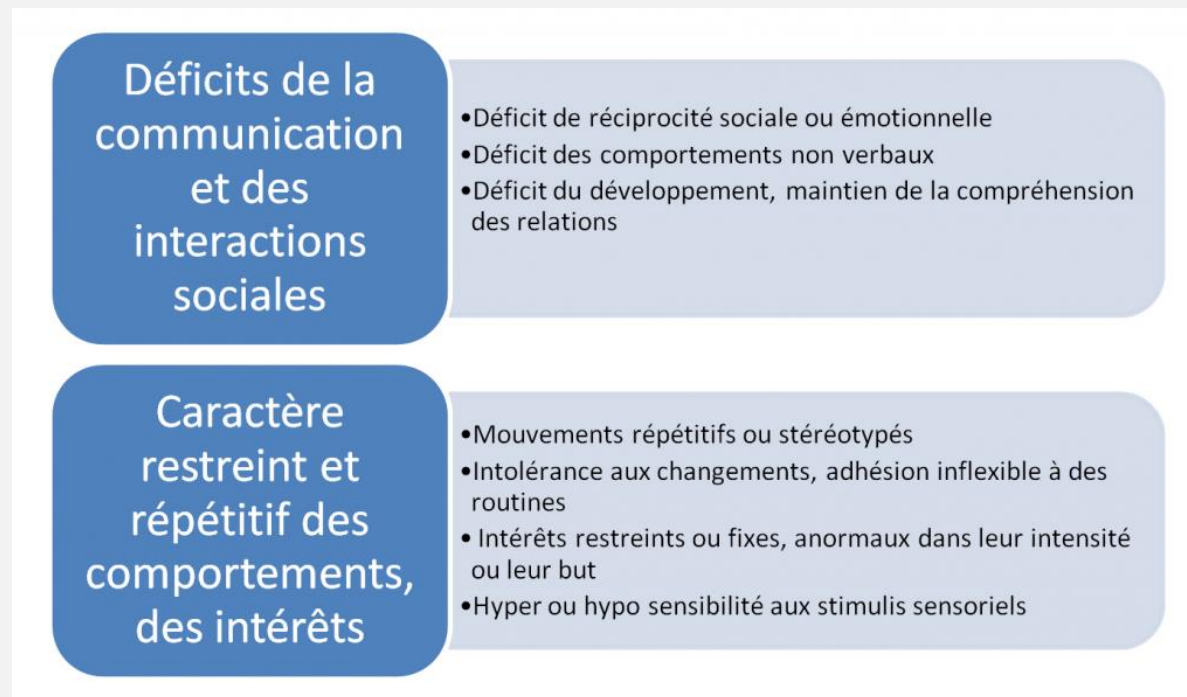 Déficits de la
communication
et des
interactions
sociales
•Déficit de réciprocité sociale ou émotionnelle
•Déficit des comportements non verbaux
•Déficit du développement, maintien de la compréhension
des relations
Caractère
restreint et
répétitif des
comportements,
des intérêts
•Mouvements répétitifs ou stéréotypés
•Intolérance aux changements, adhésion inflexible à des
routines
• Intérêts restreints ou fixes, anormaux dans leur intensité
ou leur but
•Hyper ou hypo sensibilité aux stimulis sensoriels